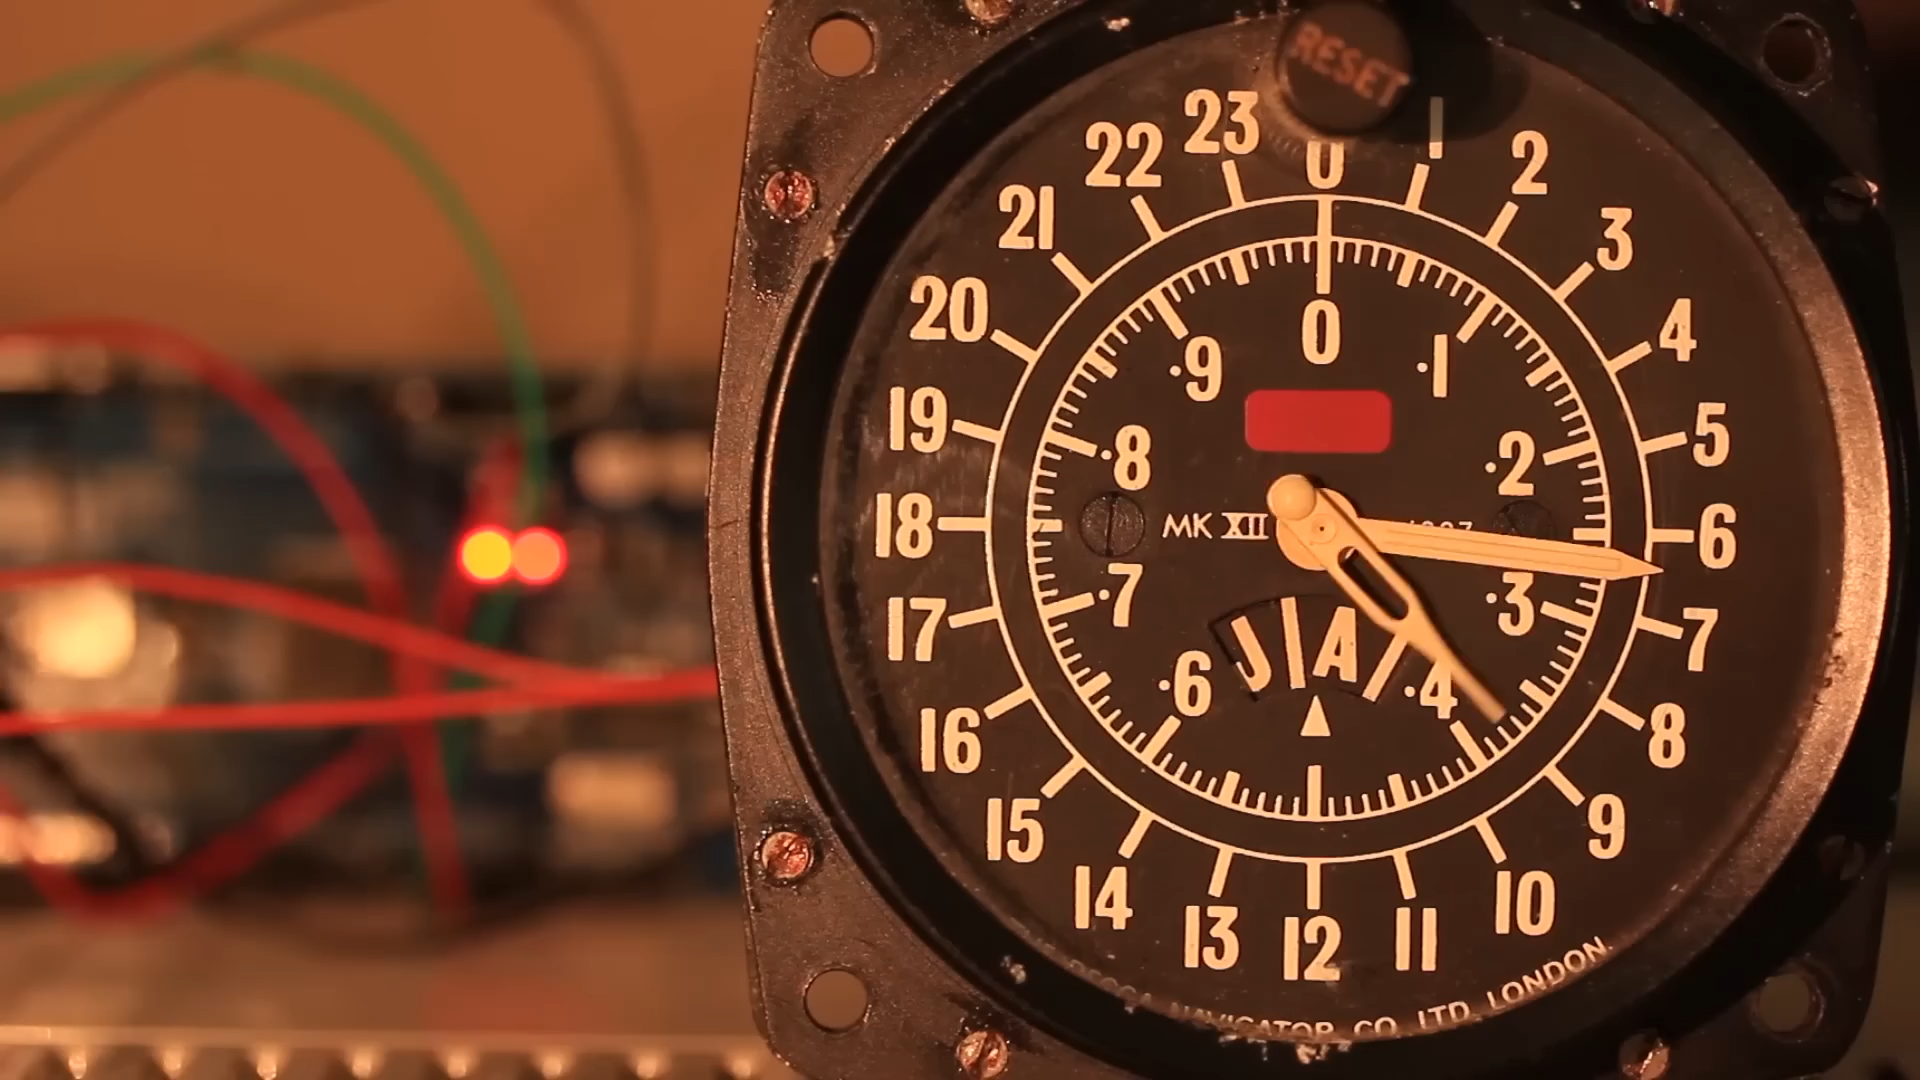 RESET
23 0 1
22 2
21 3
20 0 4
.9 .1
19 5
.8 .2
18 MK XII 6
.7 .3
17 7
J A
.6 .4
16 8
15 9
14 10
13 12 11
NAVIGATOR CO. LTD. LONDON.